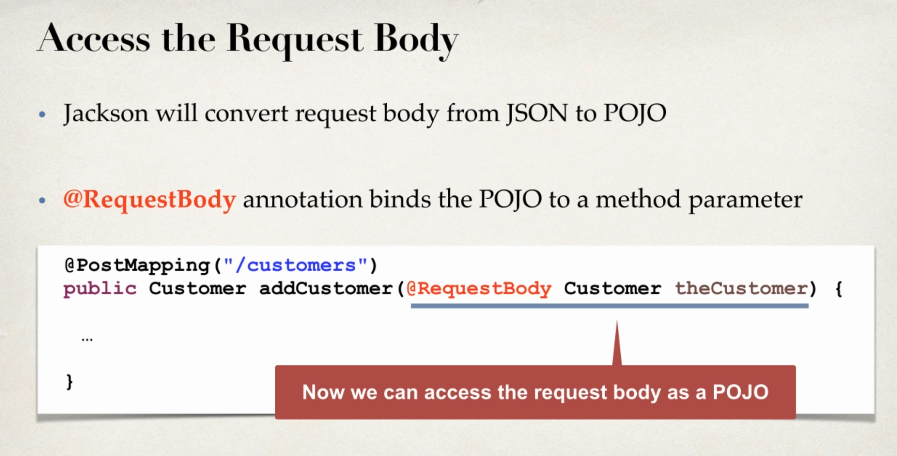 Access the Request Body
• Jackson will convert request body from JSON to POJO
• @RequestBody annotation binds the POJO to a method parameter
@PostMapping("/customers")
public Customer addCustomer(@RequestBody Customer theCustomer) {
…
}
Now we can access the request body as a POJO